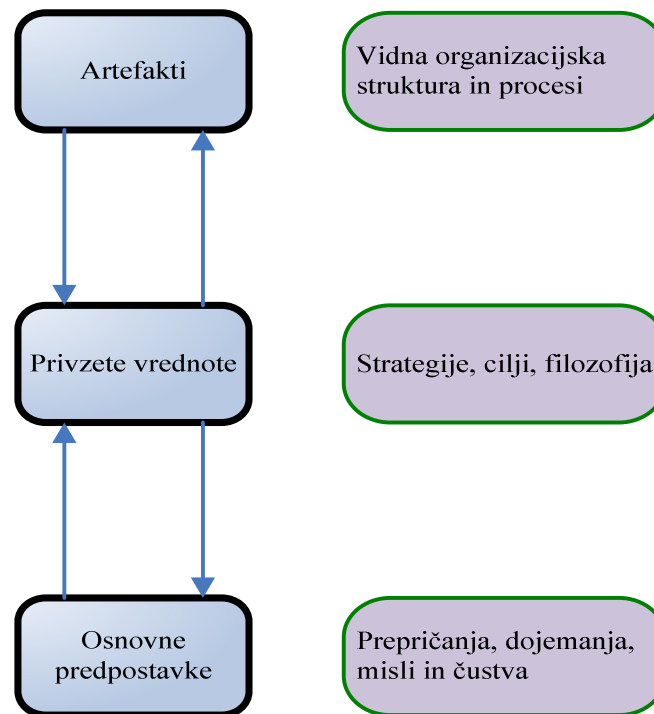 Artefakti
Vidna organizacijska
struktura in procesi
Privzete vrednote
Strategije, cilji, filozofija
Osnovne
predpostavke
Prepričanja, dojemanja,
misli in čustva